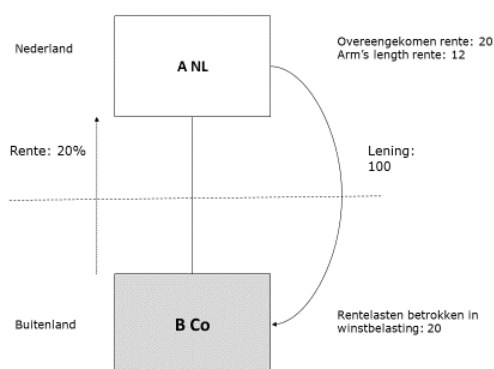 Nederland
A NL
Overeengekomen rente: 20
Arm's length rente: 12
Rente: 20%
Lening:
100
Buitenland
B Co
Rentelasten betrokken in
winstbelasting: 20